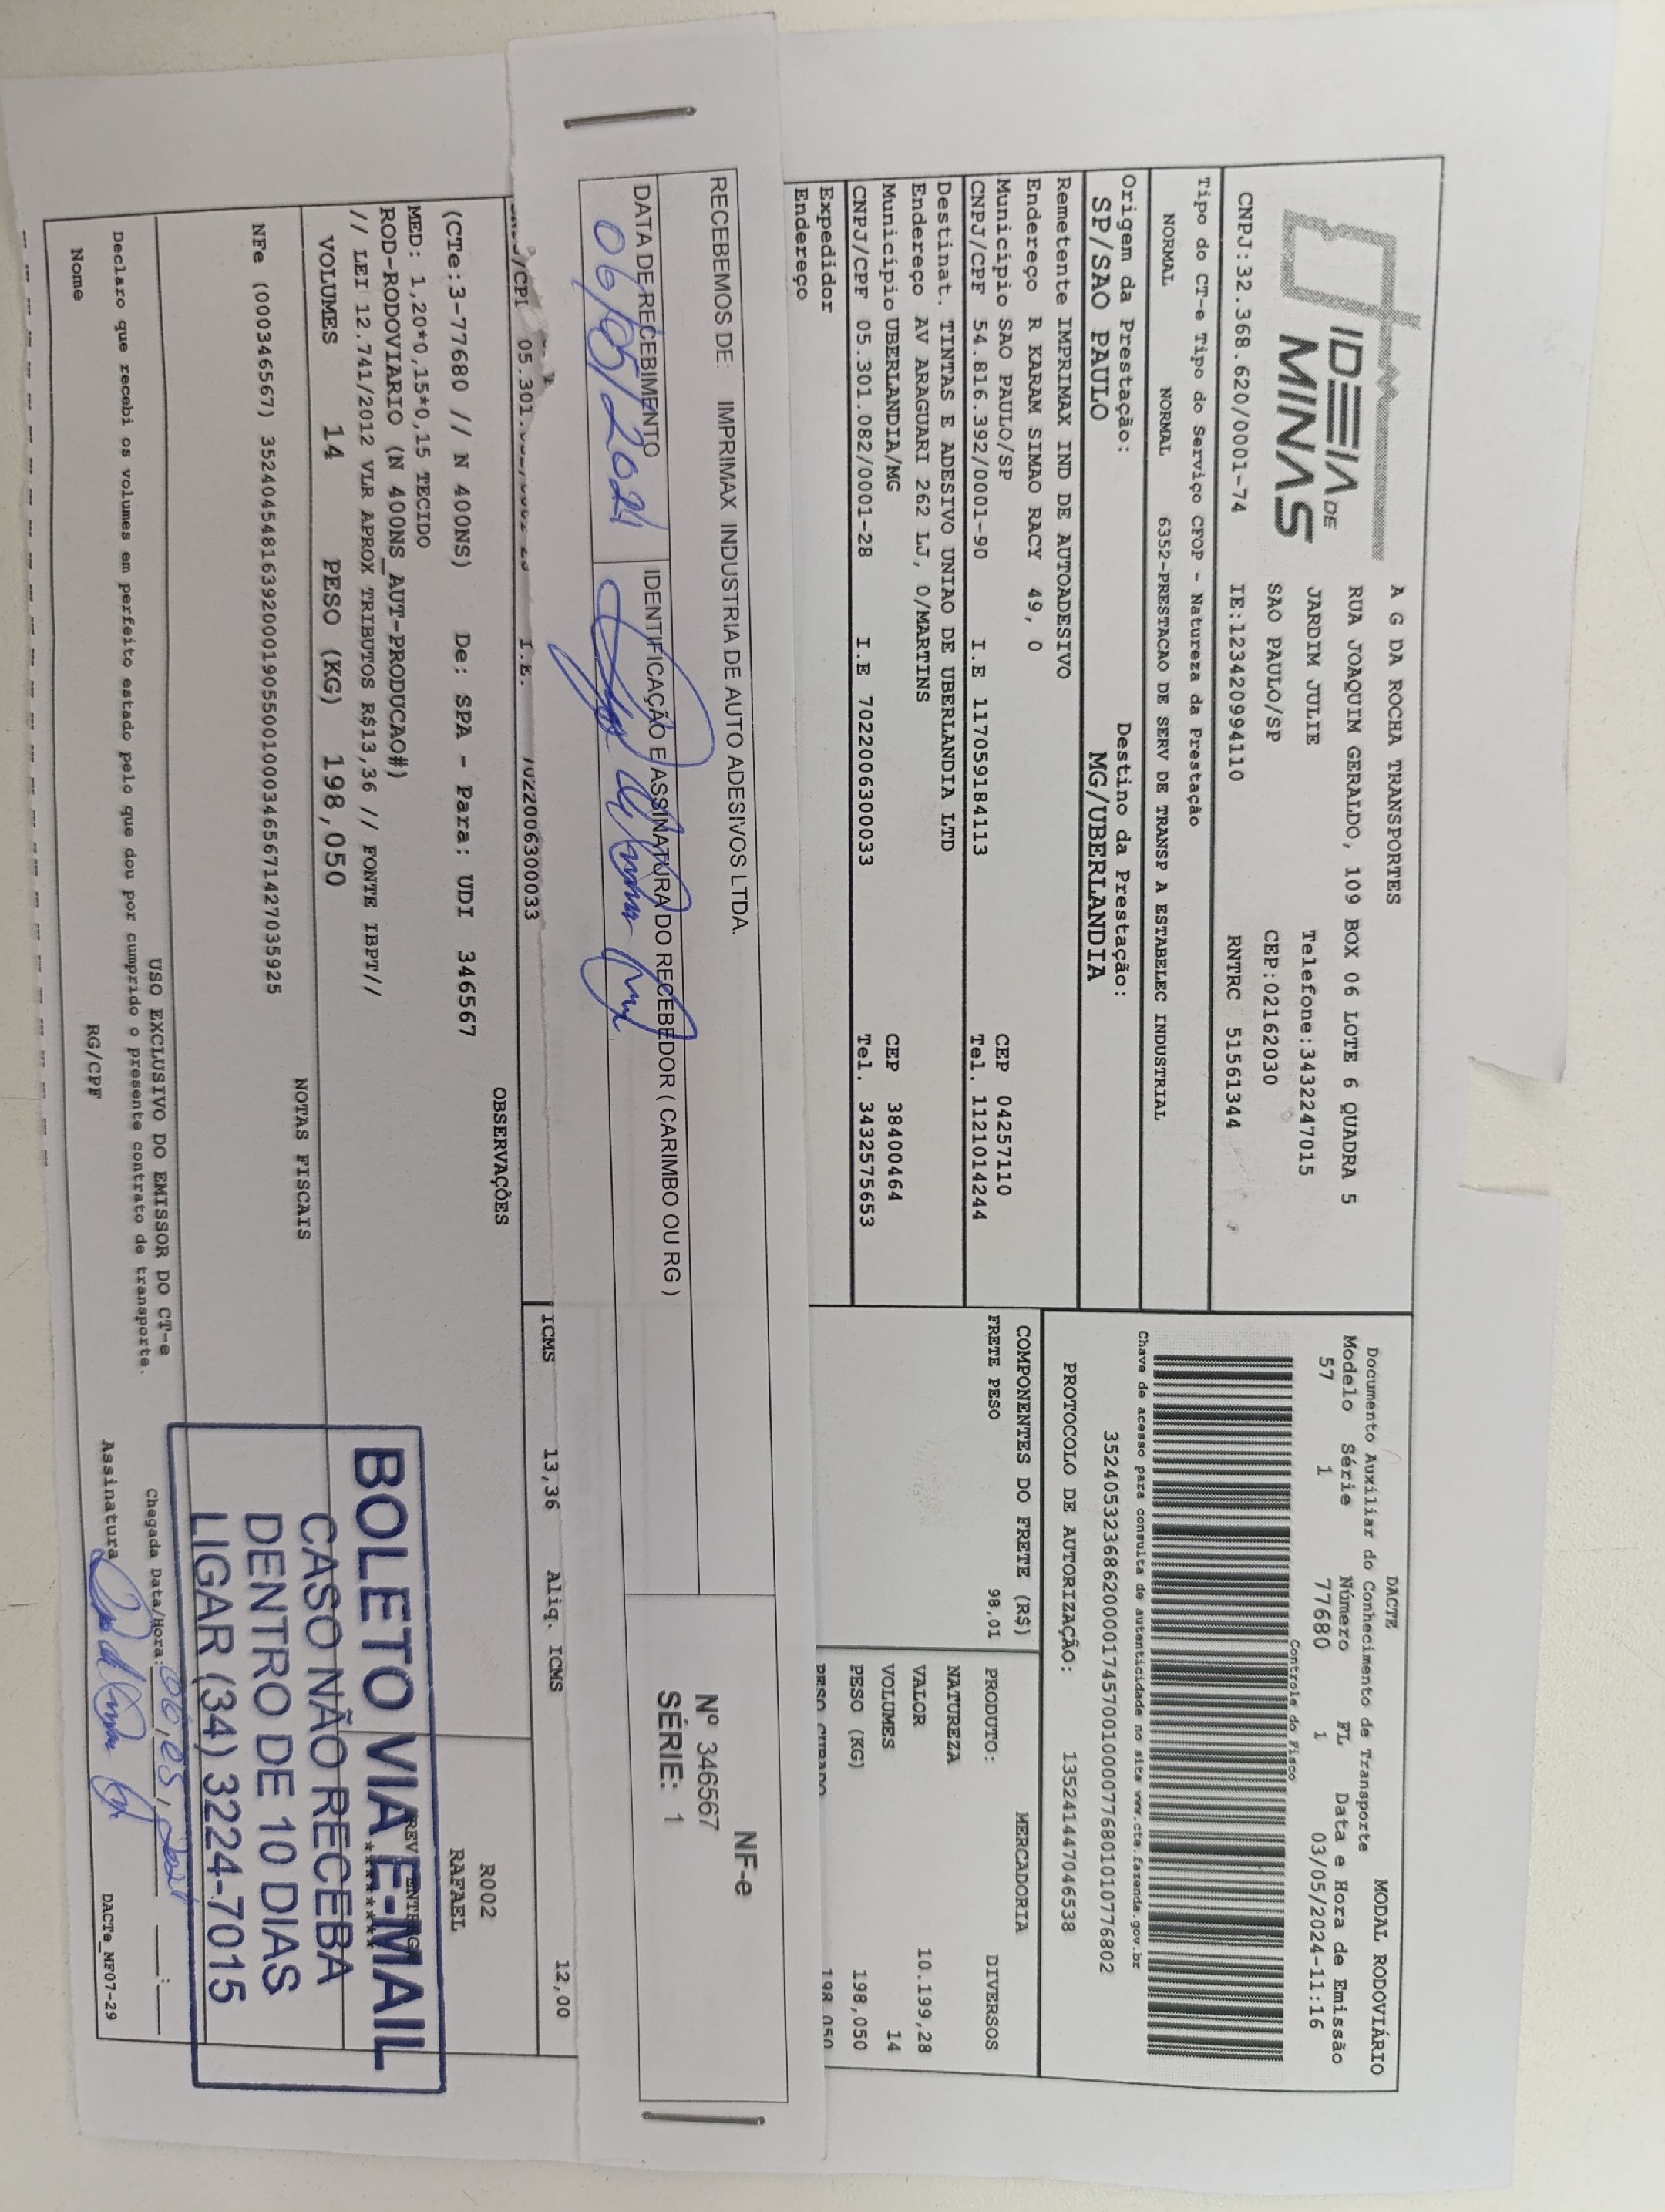 IDEIA DE
MINAS
A G DA ROCHA TRANSPORTES
RUA JOAQUIM GERALDO, 109 BOX 06 LOTE 6 QUADRA 5
JARDIM JULIE Telefone:3432247015
SAO PAULO/SP CEP:02162030
CNPJ:32.368.620/0001-74 IE:123420994110 RNTRC 51561344
Tipo do CT-e Tipo do Serviço CFOP - Natureza da Prestação
NORMAL NORMAL 6352-PRESTACAO DE SERV DE TRANSP A ESTABELEC INDUSTRIAL
Origem da Prestação: Destino da Prestação:
SP/SAO PAULO MG/UBERLANDIA
Remetente IMPRIMAX IND DE AUTOADESIVO
Endereço R KARAM SIMAO RACY 49, 0
Município SAO PAULO/SP CEP 04257110
CNPJ/CPF 54.816.392/0001-90 I.E 117059184113 Tel. 1121014244
Destinat. TINTAS E ADESIVO UNIAO DE UBERLANDIA LTD
Endereço AV ARAGUARI 262 LJ, 0/MARTINS
Município UBERLANDIA/MG CEP 38400464
CNPJ/CPF 05.301.082/0001-28 I.E 7022006300033 Tel. 3432575653
Expedidor
Endereço
DACTE MODAL RODOVIÁRIO
Documento Auxiliar do Conhecimento de Transporte
Modelo Série Número FL Data e Hora de Emissão
57 1 77680 1 03/05/2024-11:16
Controle do Fisco
Chave de acesso para consulta de autenticidade no site www.cte.fazenda.gov.br
35240532368620000174570010000776801010776802
PROTOCOLO DE AUTORIZAÇÃO: 135241447046538
COMPONENTES DO FRETE (R$) MERCADORIA
FRETE PESO 98,01 PRODUTO: DIVERSOS
NATUREZA
VALOR 10.199,28
VOLUMES 14
PESO (KG) 198,050
PESO CUBADO 198,050
RECEBEMOS DE: IMPRIMAX INDUSTRIA DE AUTO ADESIVOS LTDA.
DATA DE RECEBIMENTO IDENTIFICAÇÃO E ASSINATURA DO RECEBEDOR ( CARIMBO OU RG )
06/05/2024
NF-e
Nº 346567
SÉRIE: 1
05.301. I.E. 7022006300033
ICMS 13,36 Aliq. ICMS 12,00
OBSERVAÇÕES
(CTe:3-77680 // N 400NS) De: SPA - Para: UDI 346567
MED: 1,20*0,15*0,15 TECIDO
ROD-RODOVIARIO (N 400NS_AUT-PRODUCAO#)
// LEI 12.741/2012 VLR APROX TRIBUTOS R$13,36 // FONTE IBPT//
VOLUMES 14 PESO (KG) 198,050
R002
RAFAEL
NOTAS FISCAIS
NFe (000346567) 35240454816392000190550010003465671427035925
BOLETO VIA E-MAIL
CASO NÃO RECEBA
DENTRO DE 10 DIAS
LIGAR (34) 3224-7015
USO EXCLUSIVO DO EMISSOR DO CT-e
Declaro que recebi os volumes em perfeito estado pelo que dou por cumprido o presente contrato de transporte.
Chegada Data/Hora:
Nome RG/CPF Assinatura DACTe_MF07-29